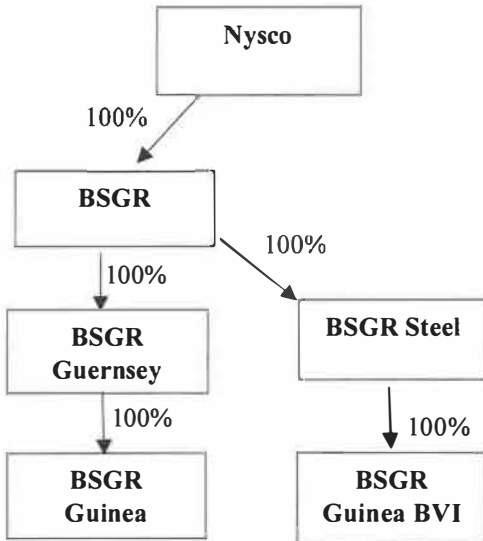 Nysco
100%
BSGR
100%
100%
BSGR
Guernsey
BSGR Steel
100%
100%
BSGR
Guinea
BSGR
Guinea BVI